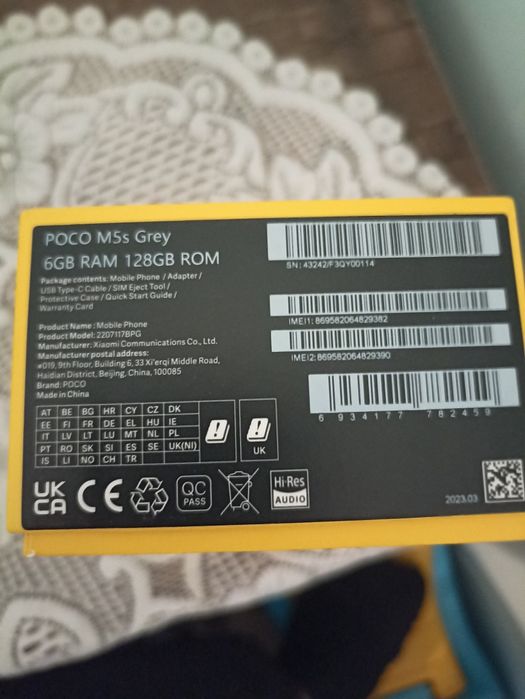 POCO M5s Grey
6GB RAM 128GB ROM
Package contents: Mobile Phone / Adapter /
USB Type-C Cable / SIM Eject Tool /
Protective Case / Quick Start Guide /
Warranty Card
Product Name : Mobile Phone
Product Model: 2207117BPG
Manufacturer: Xiaomi Communications Co., Ltd.
Manufacturer postal address:
#019, 9th Floor, Building 6, 33 Xi'erqi Middle Road,
Haidian District, Beijing, China, 100085
Brand: POCO
Made in China
SN: 43242/F3QY00114
IMEI1: 869582064829382
IMEI2: 869582064829390
6 934177 782459
AT BE BG HR CY CZ DK
EE FI FR DE EL HU IE
IT LV LT LU MT NL PL
PT RO SK SI ES SE UK(NI)
IS LI NO CH TR
UK
UK
CA
CE
QC
PASS
Hi-Res
AUDIO
2023.03